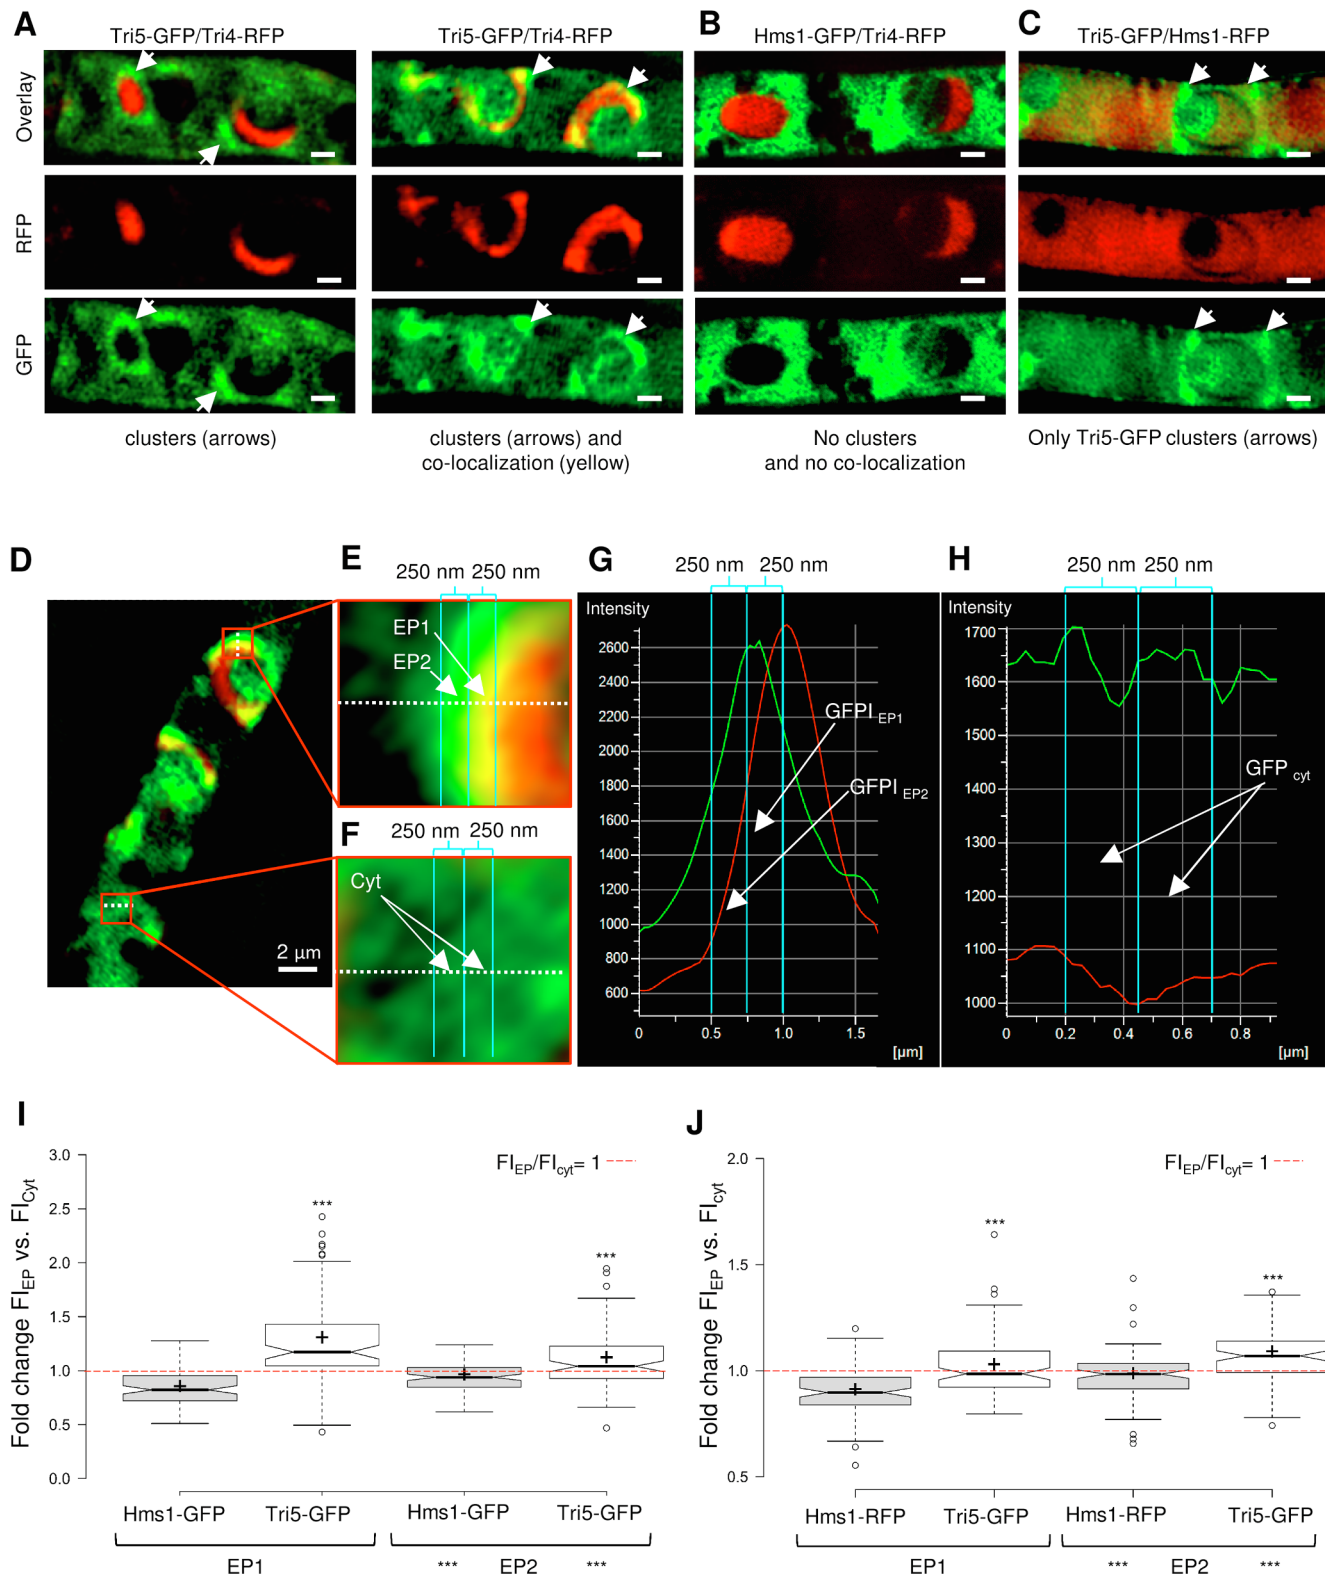 A
B
C
Tri5-GFP/Tri4-RFP
Tri5-GFP/Tri4-RFP
Hms1-GFP/Tri4-RFP
Tri5-GFP/Hms1-RFP
Overlay
RFP
GFP
clusters (arrows)
clusters (arrows) and
co-localization (yellow)
No clusters
and no co-localization
Only Tri5-GFP clusters (arrows)
D
2 µm
E
250 nm 250 nm
EP1
EP2
F
250 nm 250 nm
Cyt
G
250 nm 250 nm
Intensity
2600
2400
2200
2000
1800
1600
1400
1200
1000
800
600
0 0.5 1.0 1.5
[µm]
GFPI EP1
GFPI EP2
H
250 nm 250 nm
Intensity
1700
1600
1500
1400
1300
1200
1100
1000
0 0.2 0.4 0.6 0.8
[µm]
GFP cyt
I
Fold change FIEP vs. FICyt
3.0
2.5
2.0
1.5
1.0
0.5
0.0
FIEP/FIcyt= 1
***
***
Hms1-GFP Tri5-GFP Hms1-GFP Tri5-GFP
EP1 *** EP2 ***
J
Fold change FIEP vs. FIcyt
2.0
1.5
1.0
0.5
FIEP/FIcyt= 1
***
***
Hms1-RFP Tri5-GFP Hms1-RFP Tri5-GFP
EP1 *** EP2 ***